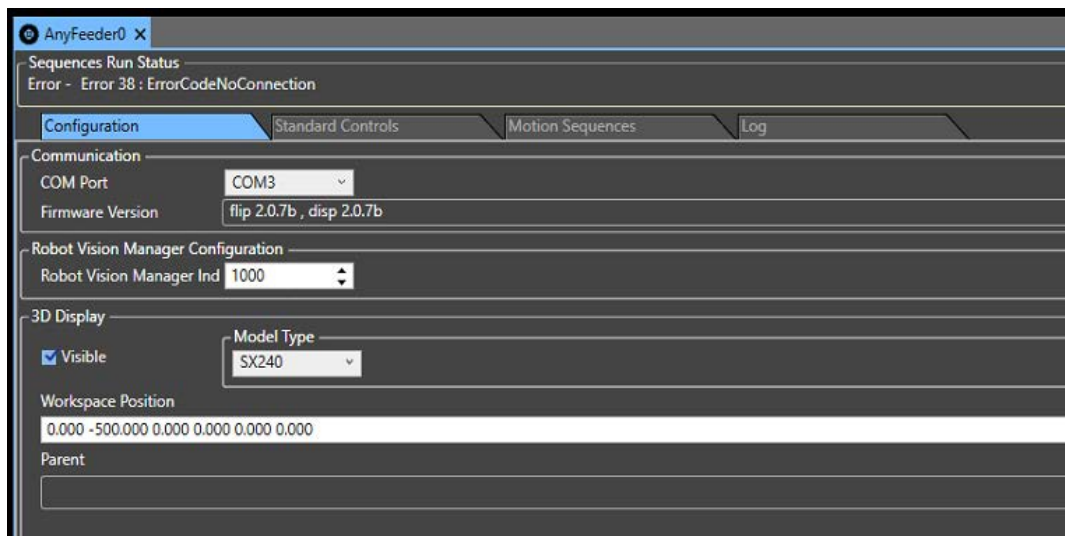 AnyFeeder0
Sequences Run Status
Error - Error 38 : ErrorCodeNoConnection
Configuration Standard Controls Motion Sequences Log
Communication
COM Port COM3
Firmware Version flip 2.0.7b , disp 2.0.7b
Robot Vision Manager Configuration
Robot Vision Manager Ind 1000
3D Display
Model Type
Visible SX240
Workspace Position
0.000 -500.000 0.000 0.000 0.000 0.000
Parent